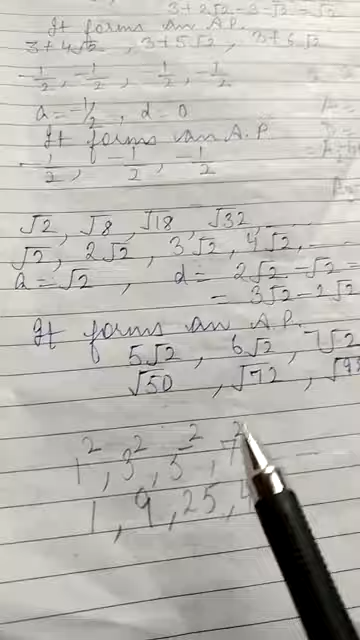 3+2√2-3-√2=√2
It forms an A.P.
3+4√2, 3+5√2, 3+6√2
-1/2, -1/2, -1/2, -1/2
a=-1/2, d=0
It forms an A.P.
-1/2, -1/2, -1/2
√2, √8, √18, √32,
√2, 2√2, 3√2, 4√2,
a=√2, d= 2√2-√2=
= 3√2-2√2
It forms an A.P.
5√2, 6√2, 7√2
√50, √72, √9
1², 3², 5², 7²
1, 9, 25, 4